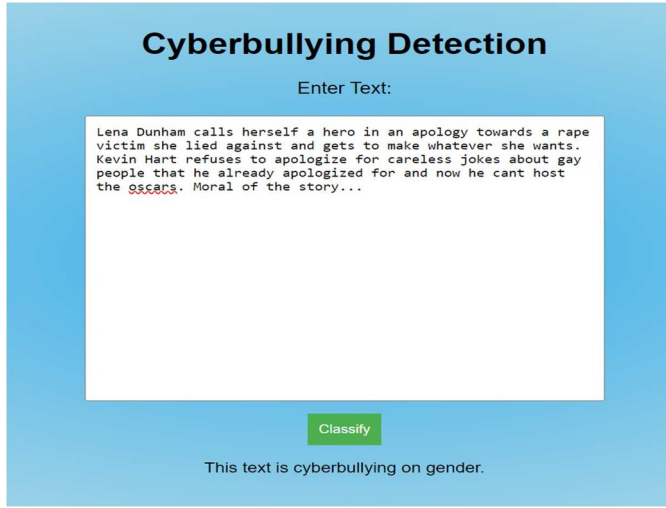 Cyberbullying Detection
Enter Text:
Lena Dunham calls herself a hero in an apology towards a rape
victim she lied against and gets to make whatever she wants.
Kevin Hart refuses to apologize for careless jokes about gay
people that he already apologized for and now he cant host
the oscars. Moral of the story...
Classify
This text is cyberbullying on gender.